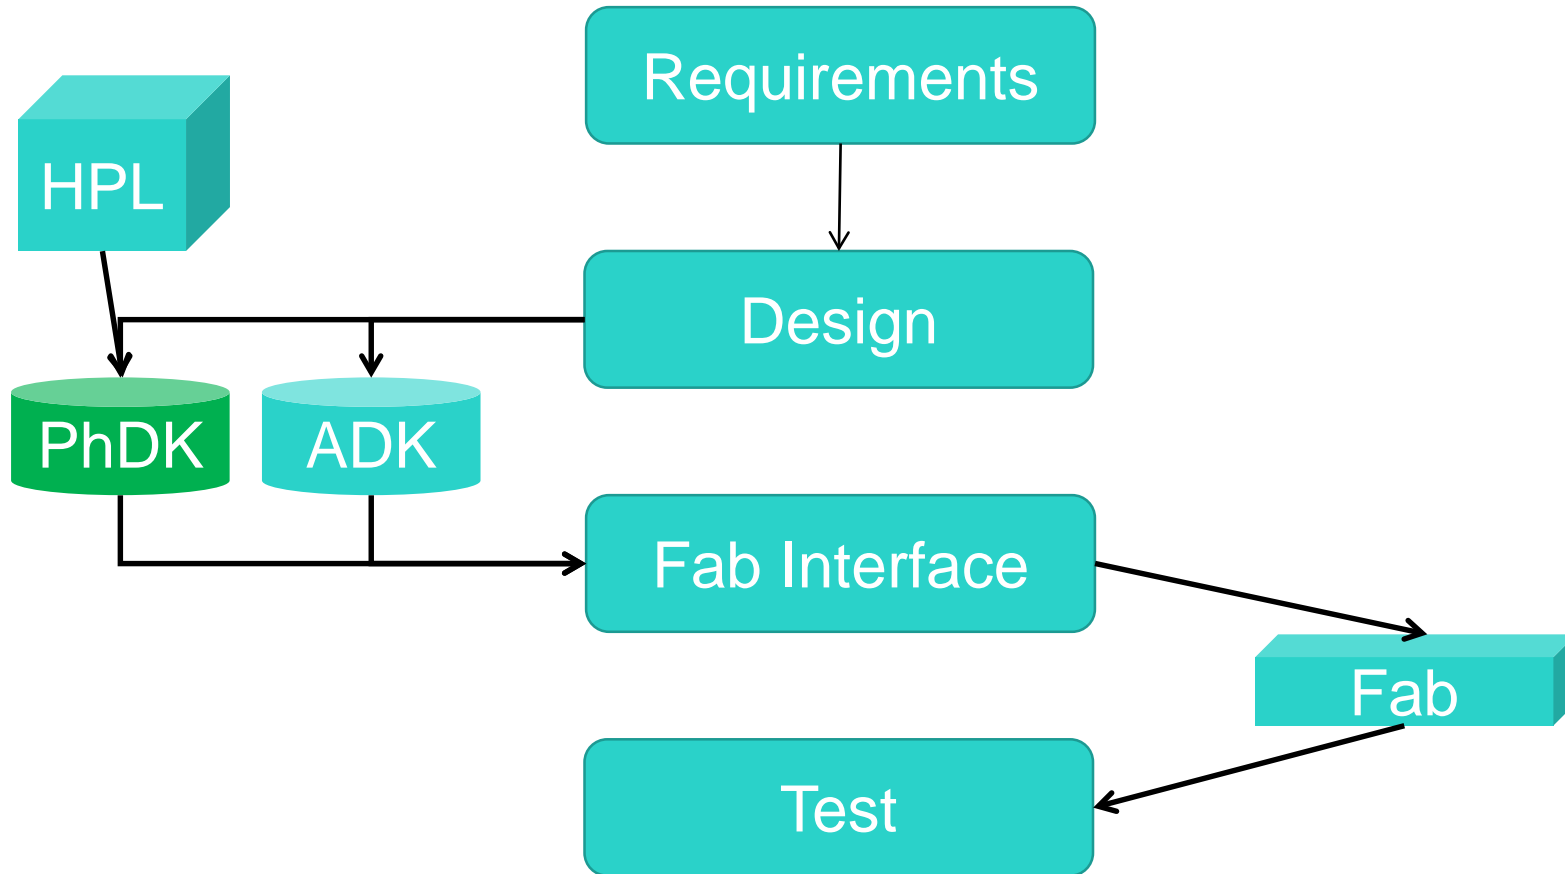 Requirements
HPL
Design
PhDK
ADK
Fab Interface
Fab
Test